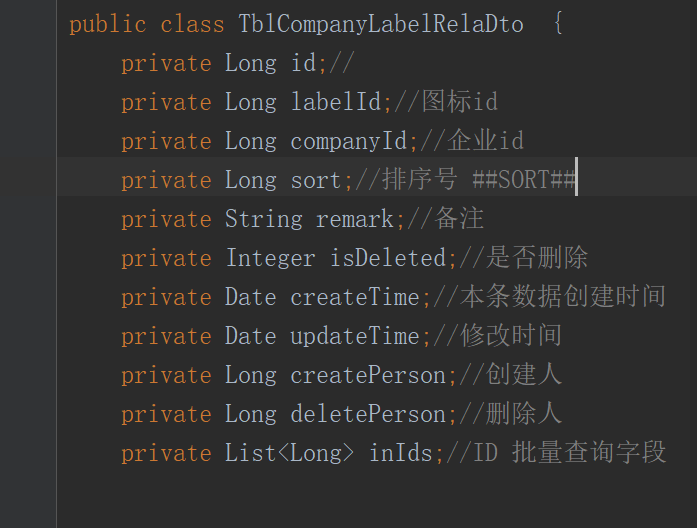 public class TblCompanyLabelRelaDto {
private Long id;//
private Long labelId;//图标id
private Long companyId;//企业id
private Long sort;//排序号 ##SORT##
private String remark;//备注
private Integer isDeleted;//是否删除
private Date createTime;//本条数据创建时间
private Date updateTime;//修改时间
private Long createPerson;//创建人
private Long deletePerson;//删除人
private List<Long> inIds;//ID 批量查询字段